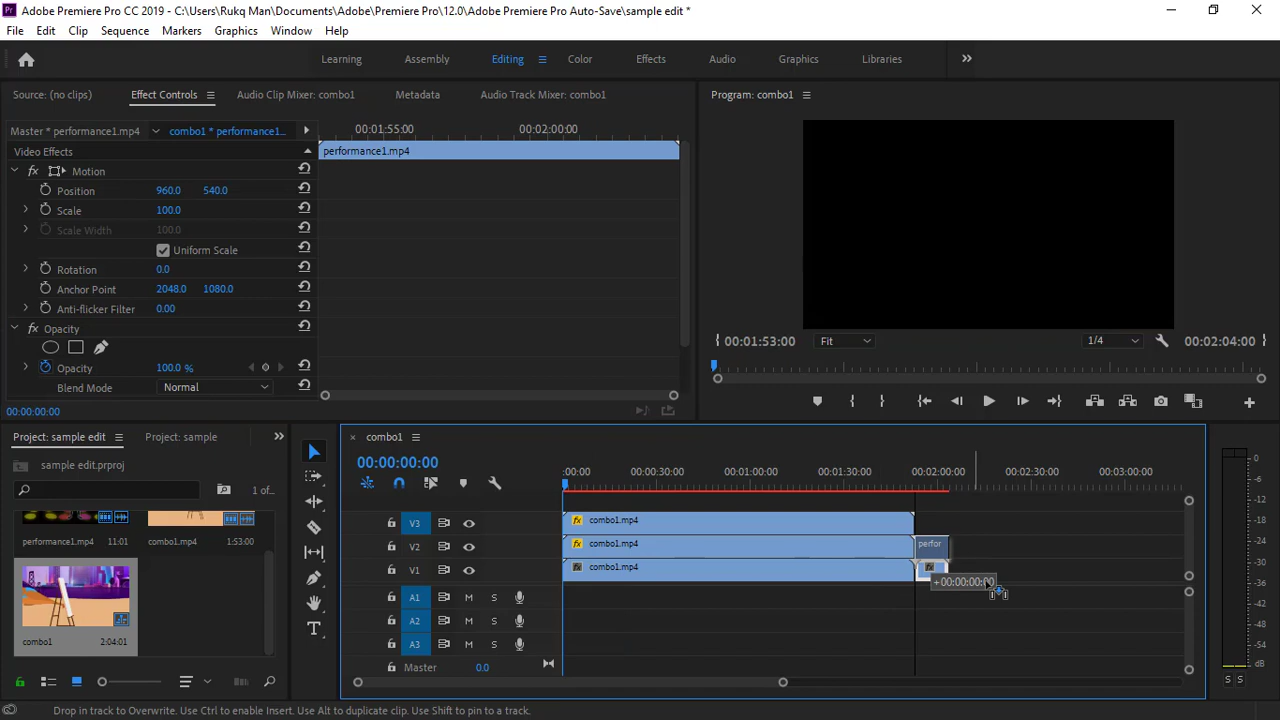 Adobe Premiere Pro CC 2019 - C:\Users\Rukq Man\Documents\Adobe\Premiere Pro\12.0\Adobe Premiere Pro Auto-Save\sample edit *
File Edit Clip Sequence Markers Graphics Window Help
Learning Assembly Editing Color Effects Audio Graphics Libraries
Source: (no clips) Effect Controls Audio Clip Mixer: combo1 Metadata Audio Track Mixer: combo1
Program: combo1
Master * performance1.mp4 combo1 * performance1...
00:01:55:00 00:02:00:00
Video Effects
performance1.mp4
fx Motion
Position 960.0 540.0
Scale 100.0
Scale Width 100.0
Uniform Scale
Rotation 0.0
Anchor Point 2048.0 1080.0
Anti-flicker Filter 0.00
fx Opacity
Opacity 100.0 %
Blend Mode Normal
00:00:00:00
00:01:53:00 Fit 1/4 00:02:04:00
Project: sample edit Project: sample
sample edit.prproj
1 of...
performance1.mp4 11:01
combo1.mp4 1:53:00
combo1 2:04:01
combo1
00:00:00:00
:00:00 00:00:30:00 00:01:00:00 00:01:30:00 00:02:00:00 00:02:30:00 00:03:00:00
V3 fx combo1.mp4
V2 fx combo1.mp4 perfor
V1 fx combo1.mp4 fx
+00:00:00:00
A1 M S
A2 M S
A3 M S
Master 0.0
0
-6
-12
-18
-24
-30
-36
-42
-48
-54
dB
S S
Drop in track to Overwrite. Use Ctrl to enable Insert. Use Alt to duplicate clip. Use Shift to pin to a track.